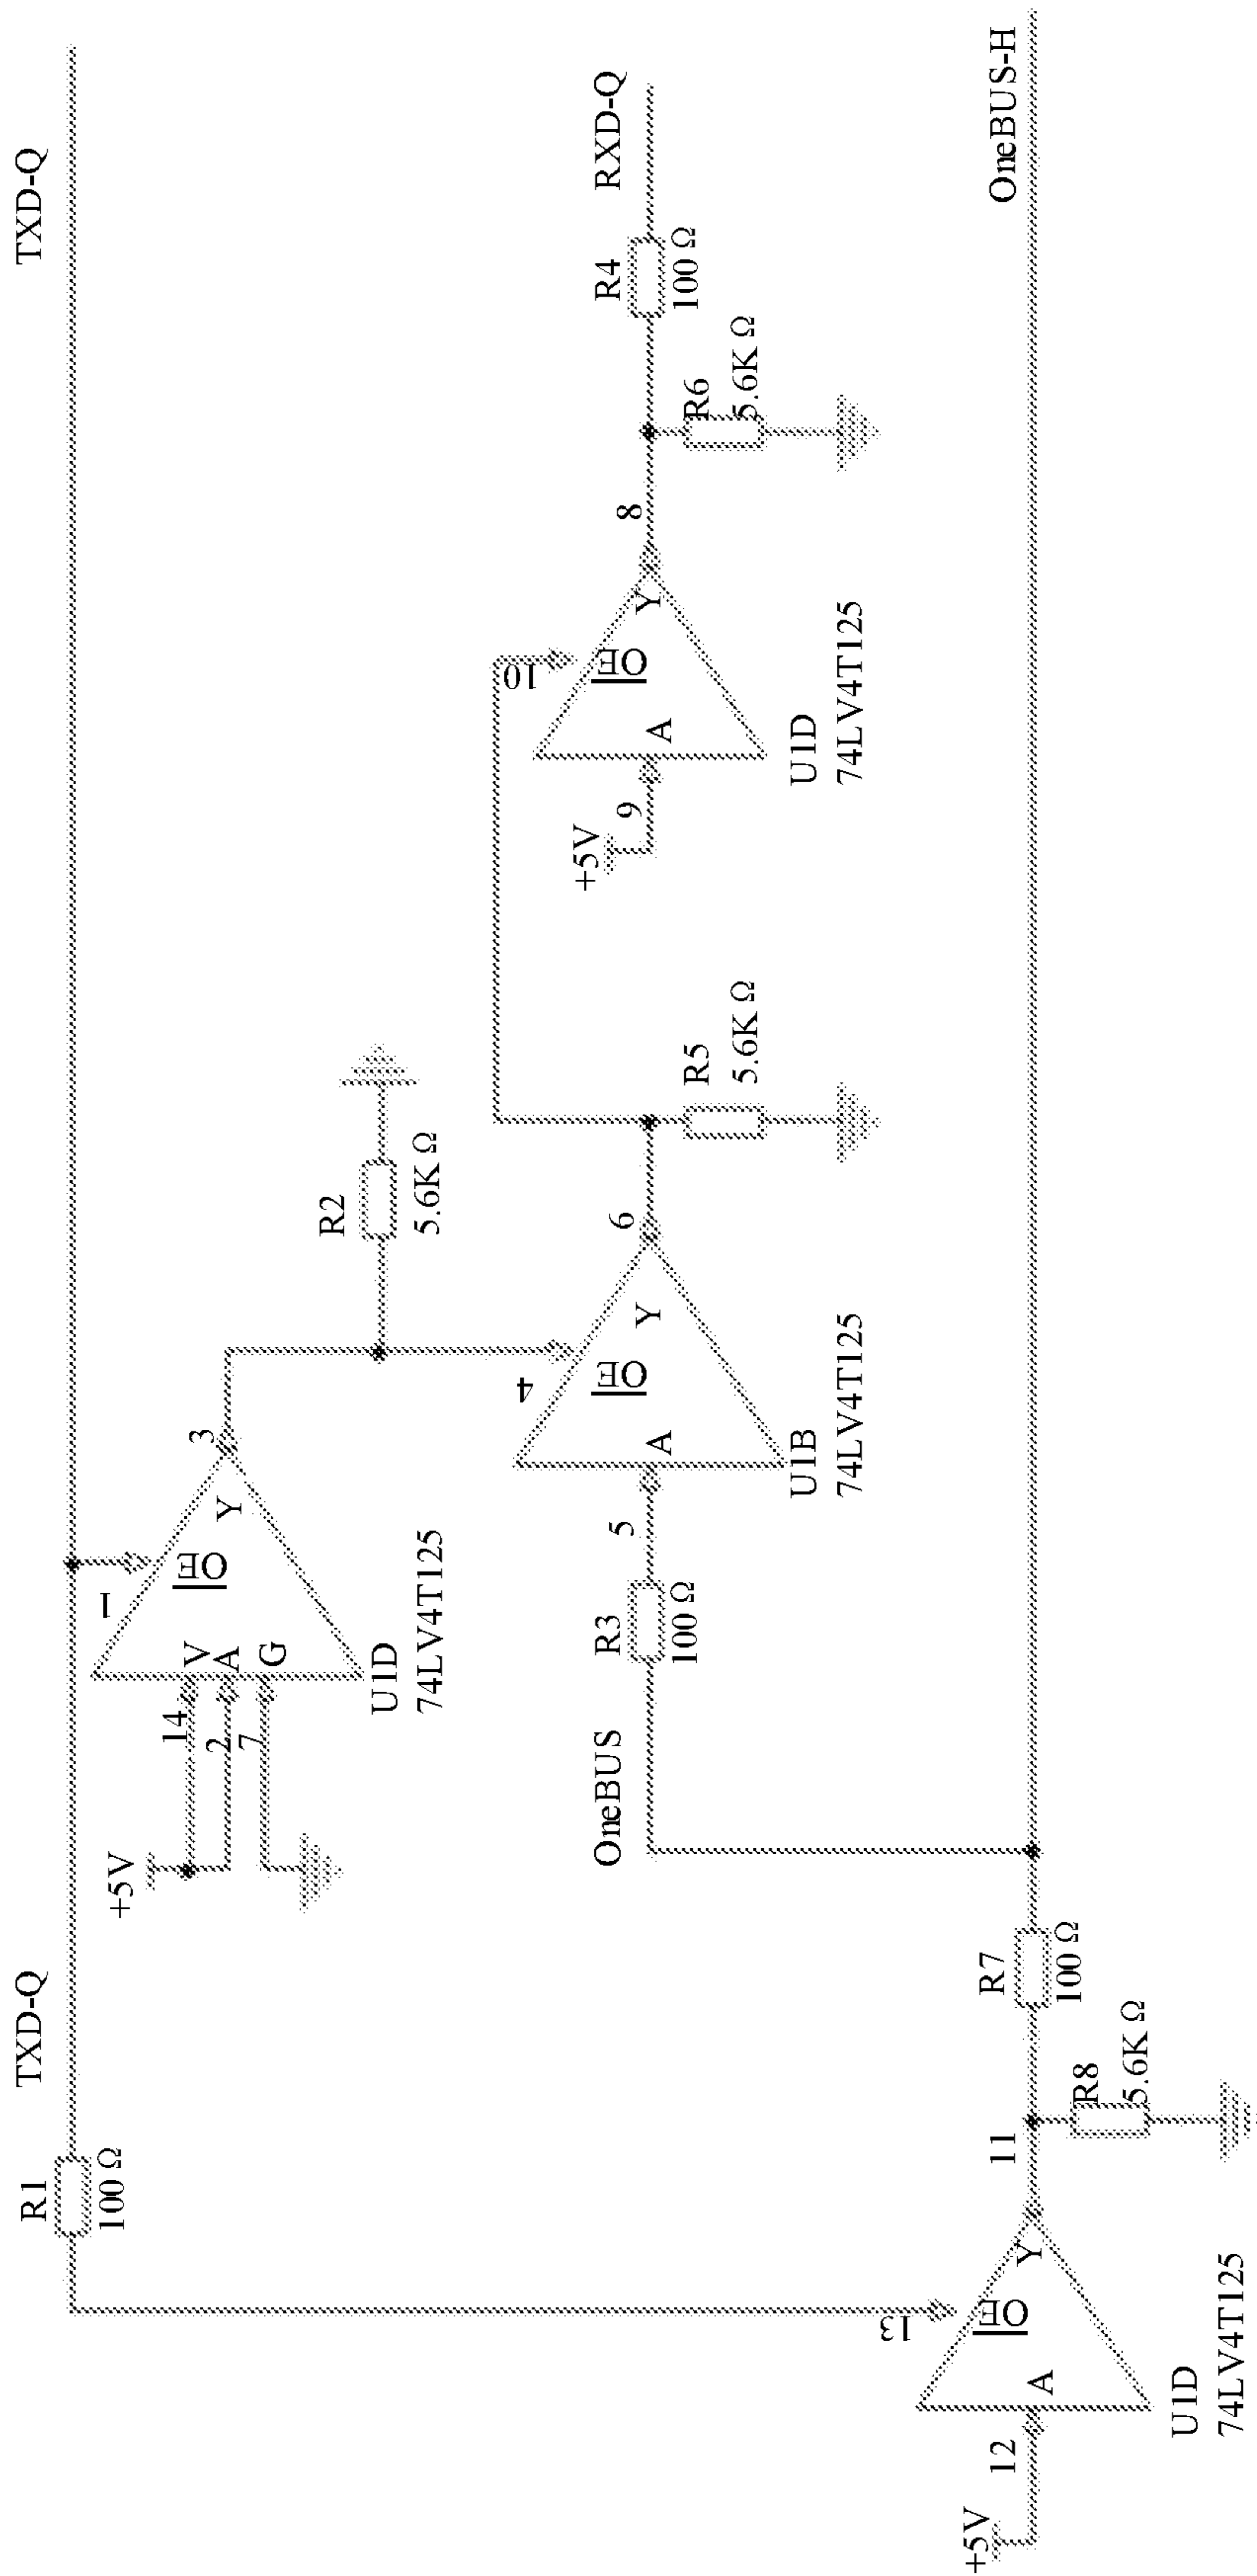 TXD-Q
TXD-Q
R1
100 Ω
+5V
14
2
7
V
A
G
1
OE
Y
3
U1D
74LV4T125
R2
5.6K Ω
OneBUS
R3
100 Ω
5
A
4
OE
Y
6
U1B
74LV4T125
R5
5.6K Ω
+5V
9
A
10
OE
Y
8
U1D
74LV4T125
R6
5.6K Ω
R4
100 Ω
RXD-Q
+5V
12
A
13
OE
Y
11
U1D
74LV4T125
R8
5.6K Ω
R7
100 Ω
OneBUS-H